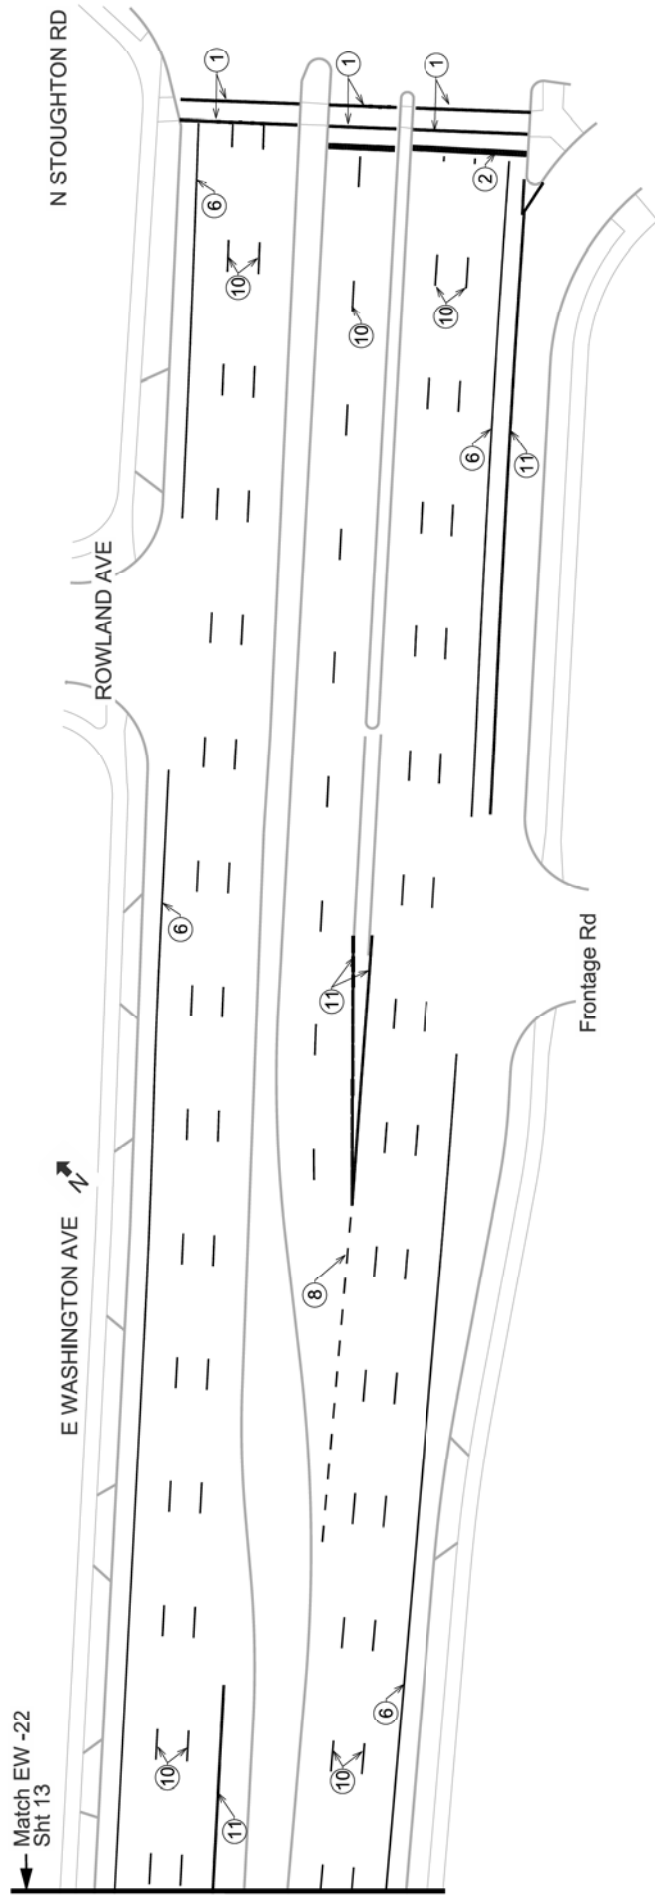 Match EW -22
Sht 13
E WASHINGTON AVE
N
ROWLAND AVE
N STOUGHTON RD
10
6
6
1
11
10
8
11
10
1
10
6
1
10
6
2
11
Frontage Rd